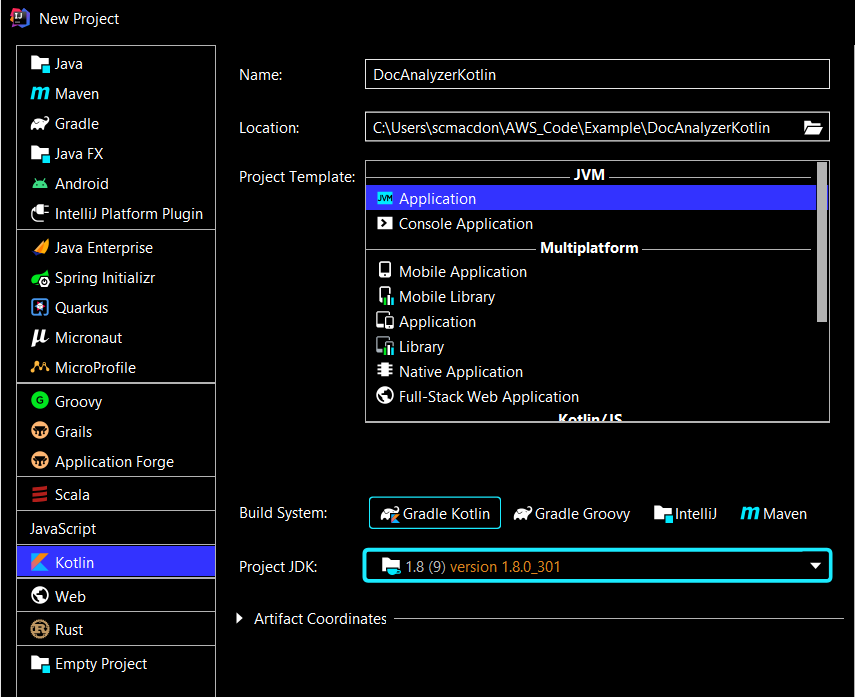 New Project
Java
Maven
Gradle
Java FX
Android
IntelliJ Platform Plugin
Java Enterprise
Spring Initializr
Quarkus
Micronaut
MicroProfile
Groovy
Grails
Application Forge
Scala
JavaScript
Kotlin
Web
Rust
Empty Project
Name: DocAnalyzerKotlin
Location: C:\Users\scmacdon\AWS_Code\Example\DocAnalyzerKotlin
Project Template:
JVM
JVM Application
Console Application
Multiplatform
Mobile Application
Mobile Library
Application
Library
Native Application
Full-Stack Web Application
Kotlin/JS
Build System: Gradle Kotlin Gradle Groovy IntelliJ Maven
Project JDK: 1.8 (9) version 1.8.0_301
Artifact Coordinates